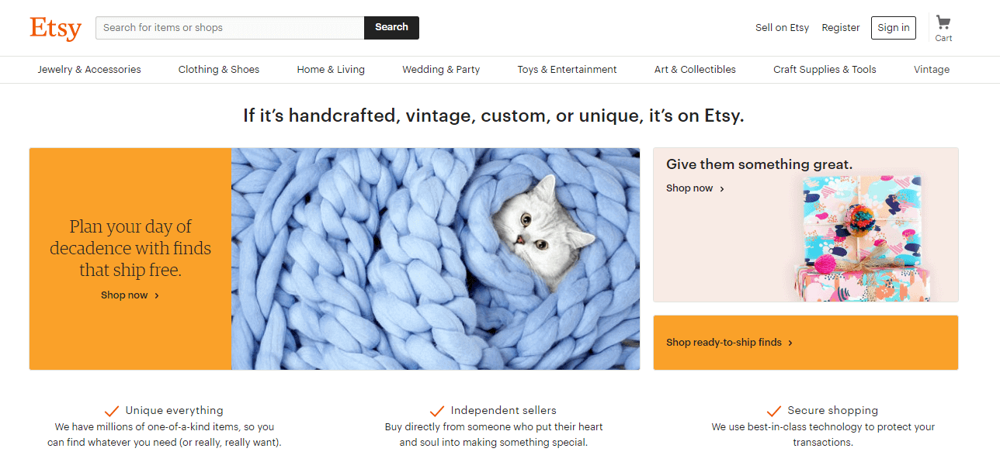 Etsy
Search for items or shops
Search
Sell on Etsy
Register
Sign in
Cart
Jewelry & Accessories
Clothing & Shoes
Home & Living
Wedding & Party
Toys & Entertainment
Art & Collectibles
Craft Supplies & Tools
Vintage
If it’s handcrafted, vintage, custom, or unique, it’s on Etsy.
Plan your day of
decadence with finds
that ship free.
Shop now >
Give them something great.
Shop now >
Shop ready-to-ship finds >
Unique everything
We have millions of one-of-a-kind items, so you
can find whatever you need (or really, really want).
Independent sellers
Buy directly from someone who put their heart
and soul into making something special.
Secure shopping
We use best-in-class technology to protect your
transactions.